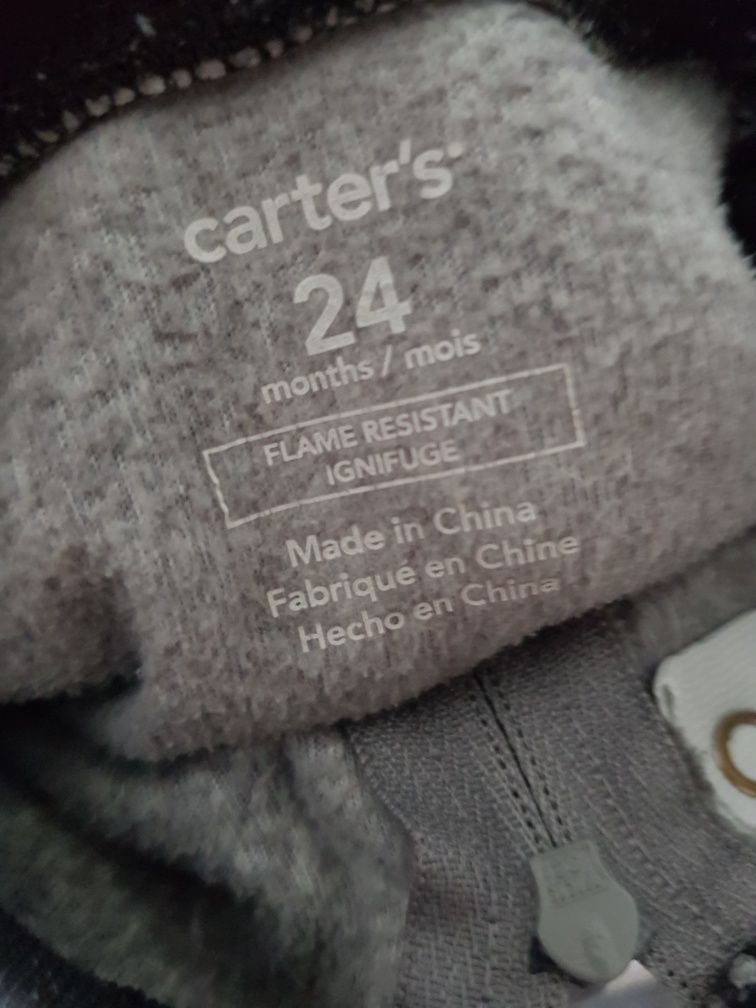 carter's
24
months / mois
FLAME RESISTANT
IGNIFUGE
Made in China
Fabriqué en Chine
Hecho en China